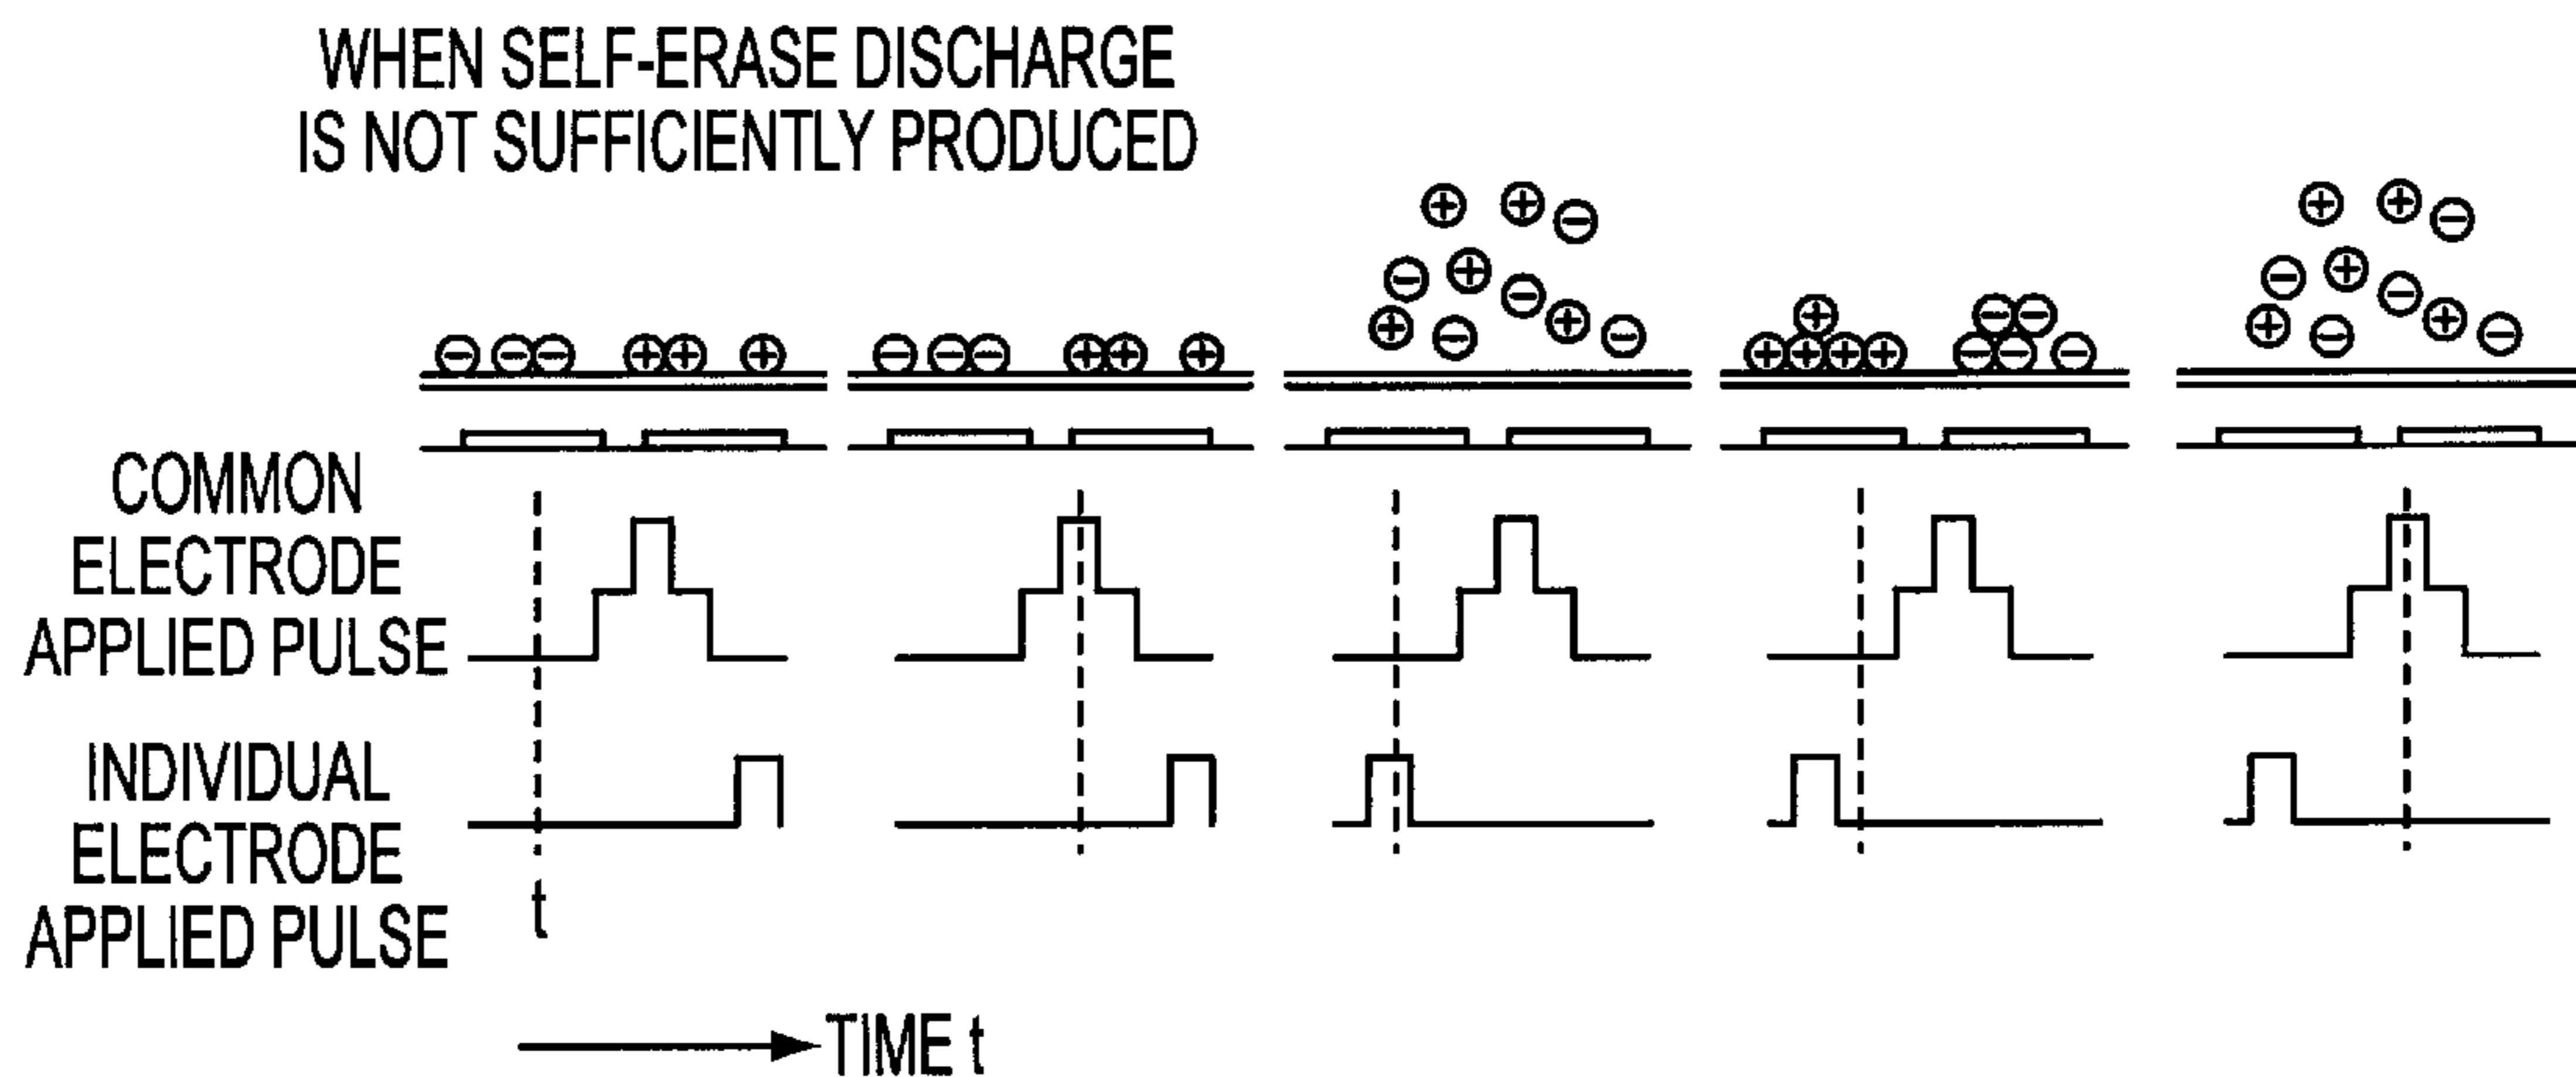 WHEN SELF-ERASE DISCHARGE
IS NOT SUFFICIENTLY PRODUCED
COMMON
ELECTRODE
APPLIED PULSE
INDIVIDUAL
ELECTRODE
APPLIED PULSE
t
TIME t